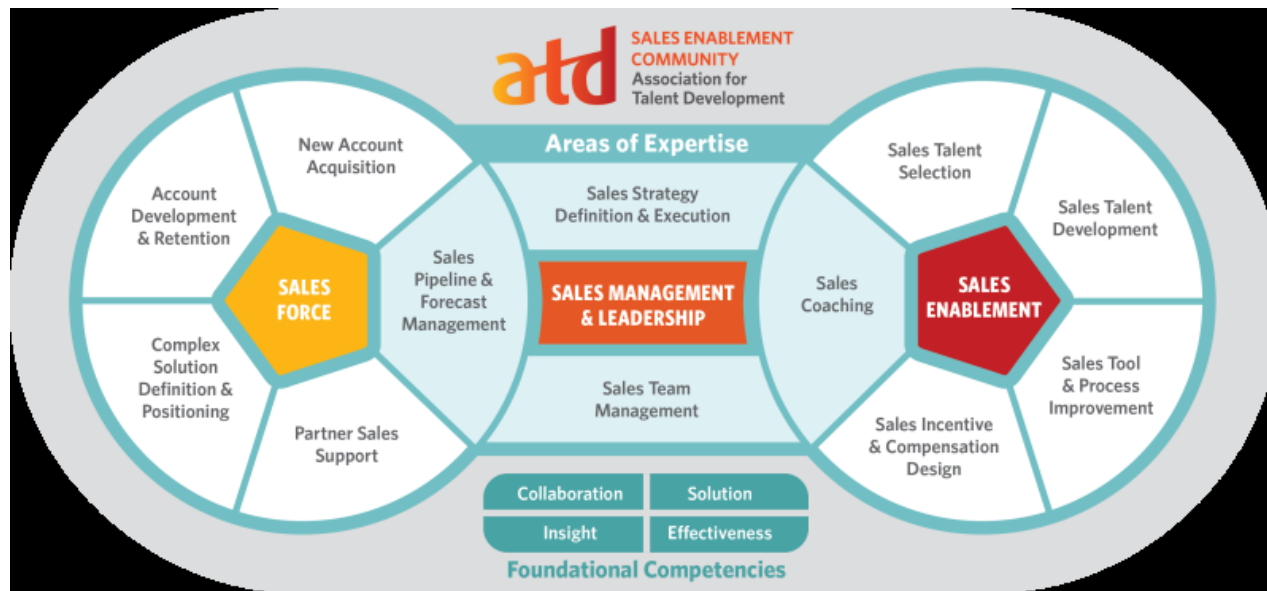 atd
SALES ENABLEMENT
COMMUNITY
Association for
Talent Development
Areas of Expertise
New Account
Acquisition
Account
Development
& Retention
SALES
FORCE
Sales
Pipeline &
Forecast
Management
Complex
Solution
Definition &
Positioning
Partner Sales
Support
Sales Strategy
Definition & Execution
SALES MANAGEMENT
& LEADERSHIP
Sales Team
Management
Sales Talent
Selection
Sales Talent
Development
Sales
Coaching
SALES
ENABLEMENT
Sales Tool
& Process
Improvement
Sales Incentive
& Compensation
Design
Collaboration
Solution
Insight
Effectiveness
Foundational Competencies